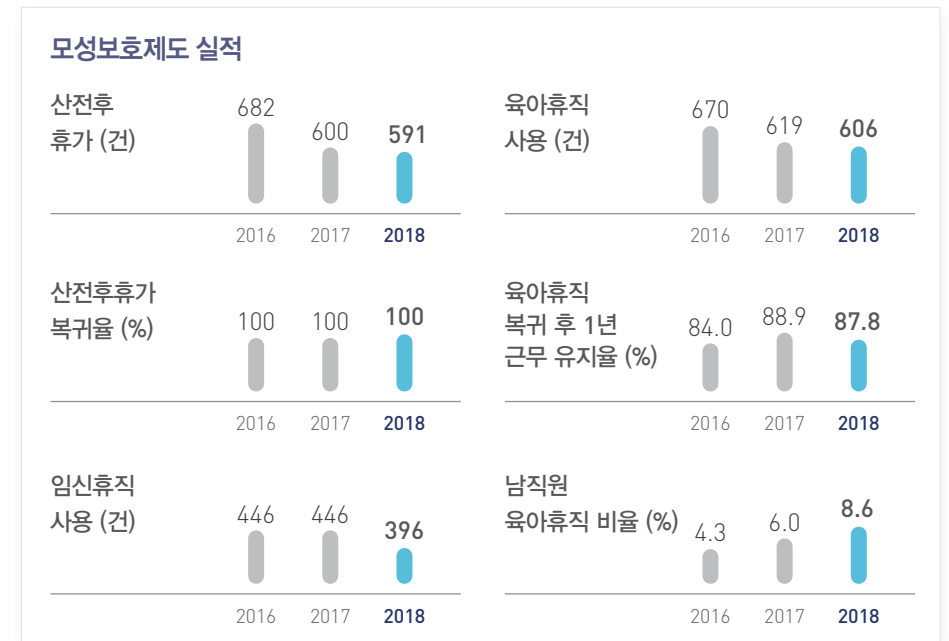 모성보호제도 실적
산전후
휴가 (건)
682
600
591
2016
2017
2018
육아휴직
사용 (건)
670
619
606
2016
2017
2018
산전후휴가
복귀율 (%)
100
100
100
2016
2017
2018
육아휴직
복귀 후 1년
근무 유지율 (%)
84.0
88.9
87.8
2016
2017
2018
임신휴직
사용 (건)
446
446
396
2016
2017
2018
남직원
육아휴직 비율 (%)
4.3
6.0
8.6
2016
2017
2018